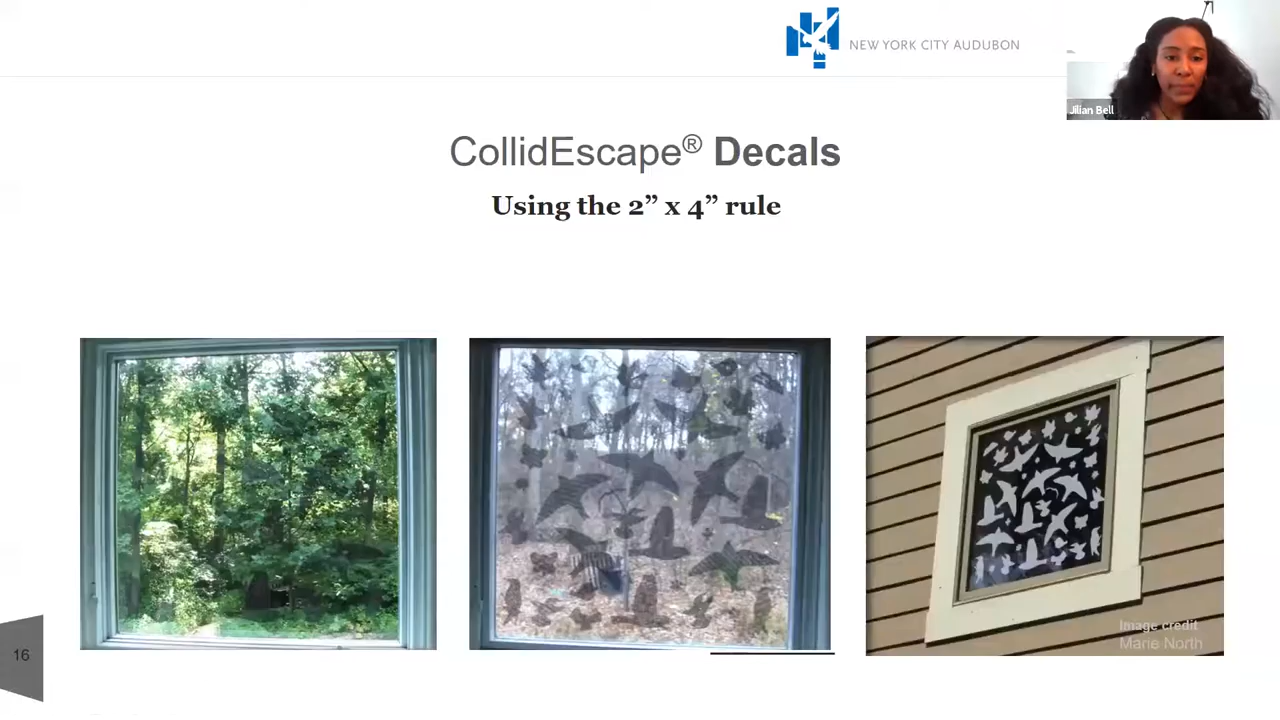 NEW YORK CITY AUDUBON
Jilian Bell
CollidEscape® Decals
Using the 2” x 4” rule
Image credit
Marie North
16